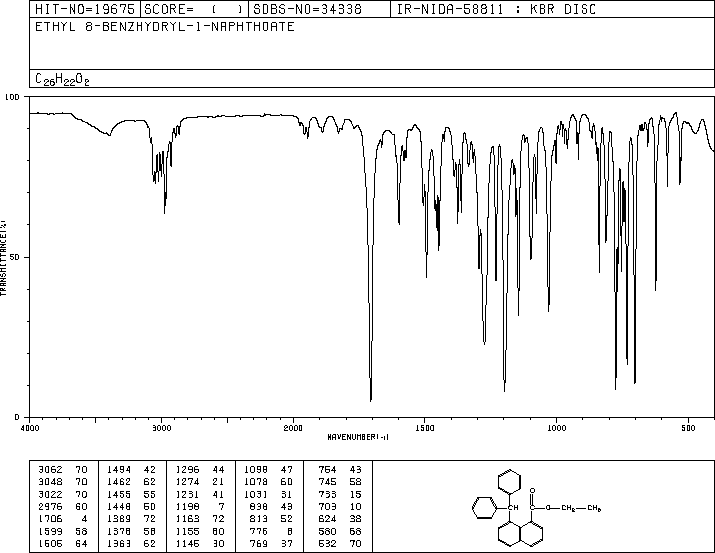 HIT-NO=19675 SCORE= ( ) SDBS-NO=34338 IR-NIDA-58811 : KBR DISC
ETHYL 8-BENZHYDRYL-1-NAPHTHOATE
C26H22O2
100
50
0
TRANSMITTANCE(%)
4000 3000 2000 1500 1000 500
WAVENUMBER(-1)
3062 70 1494 42 1296 44 1098 47 764 43
3048 70 1462 62 1274 21 1078 60 745 58
3022 70 1455 55 1231 41 1031 31 733 15
2976 60 1448 50 1198 7 838 43 703 10
1706 4 1389 72 1163 72 813 52 624 38
1599 58 1378 58 1155 60 776 8 580 68
1505 64 1363 62 1145 30 769 37 532 70
O
CH C O CH2 CH3